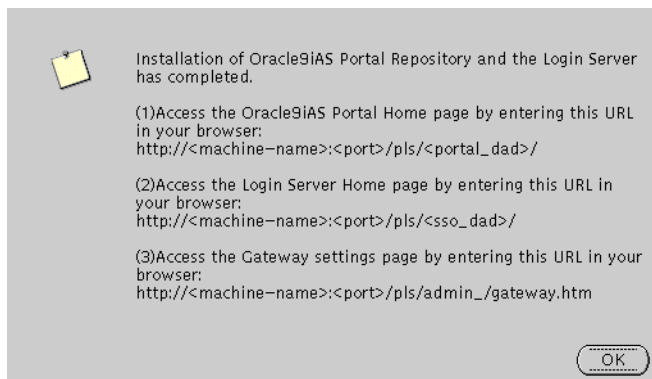 Installation of Oracle9iAS Portal Repository and the Login Server
has completed.
(1)Access the Oracle9iAS Portal Home page by entering this URL
in your browser:
http://<machine-name>:<port>/pls/<portal_dad>/
(2)Access the Login Server Home page by entering this URL in
your browser:
http://<machine-name>:<port>/pls/<sso_dad>/
(3)Access the Gateway settings page by entering this URL in your
browser:
http://<machine-name>:<port>/pls/admin_/gateway.htm
OK